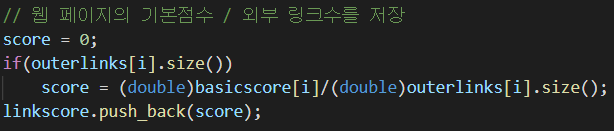 // 웹 페이지의 기본점수 / 외부 링크수를 저장
score = 0;
if(outerlinks[i].size())
    score = (double)basicscore[i]/(double)outerlinks[i].size();
linkscore.push_back(score);